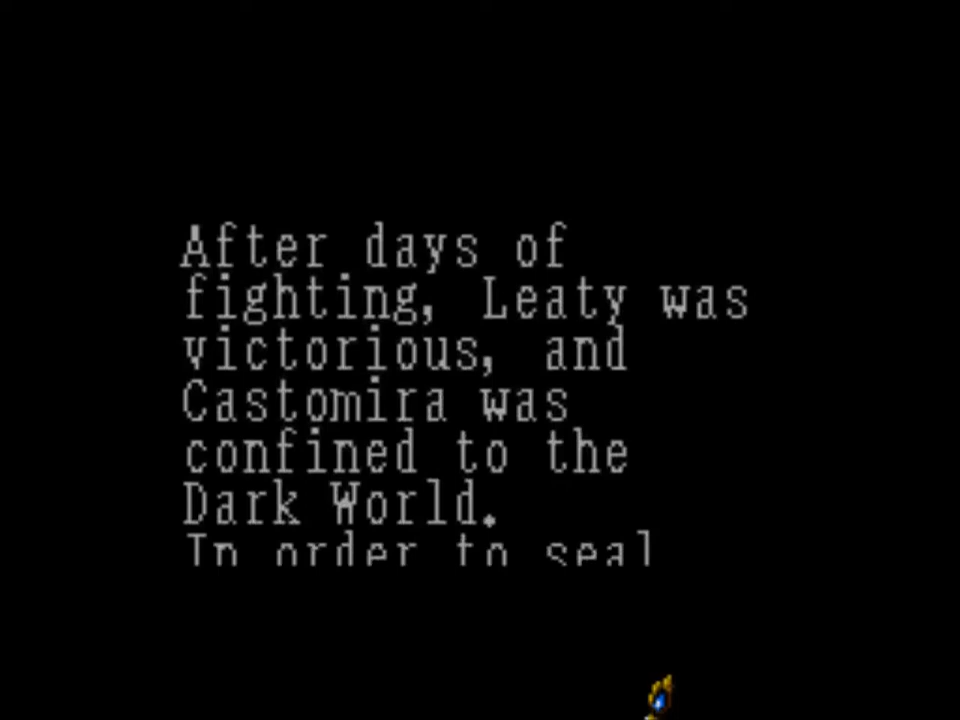 After days of
fighting, Leaty was
victorious, and
Castomira was
confined to the
Dark World.
In order to seal